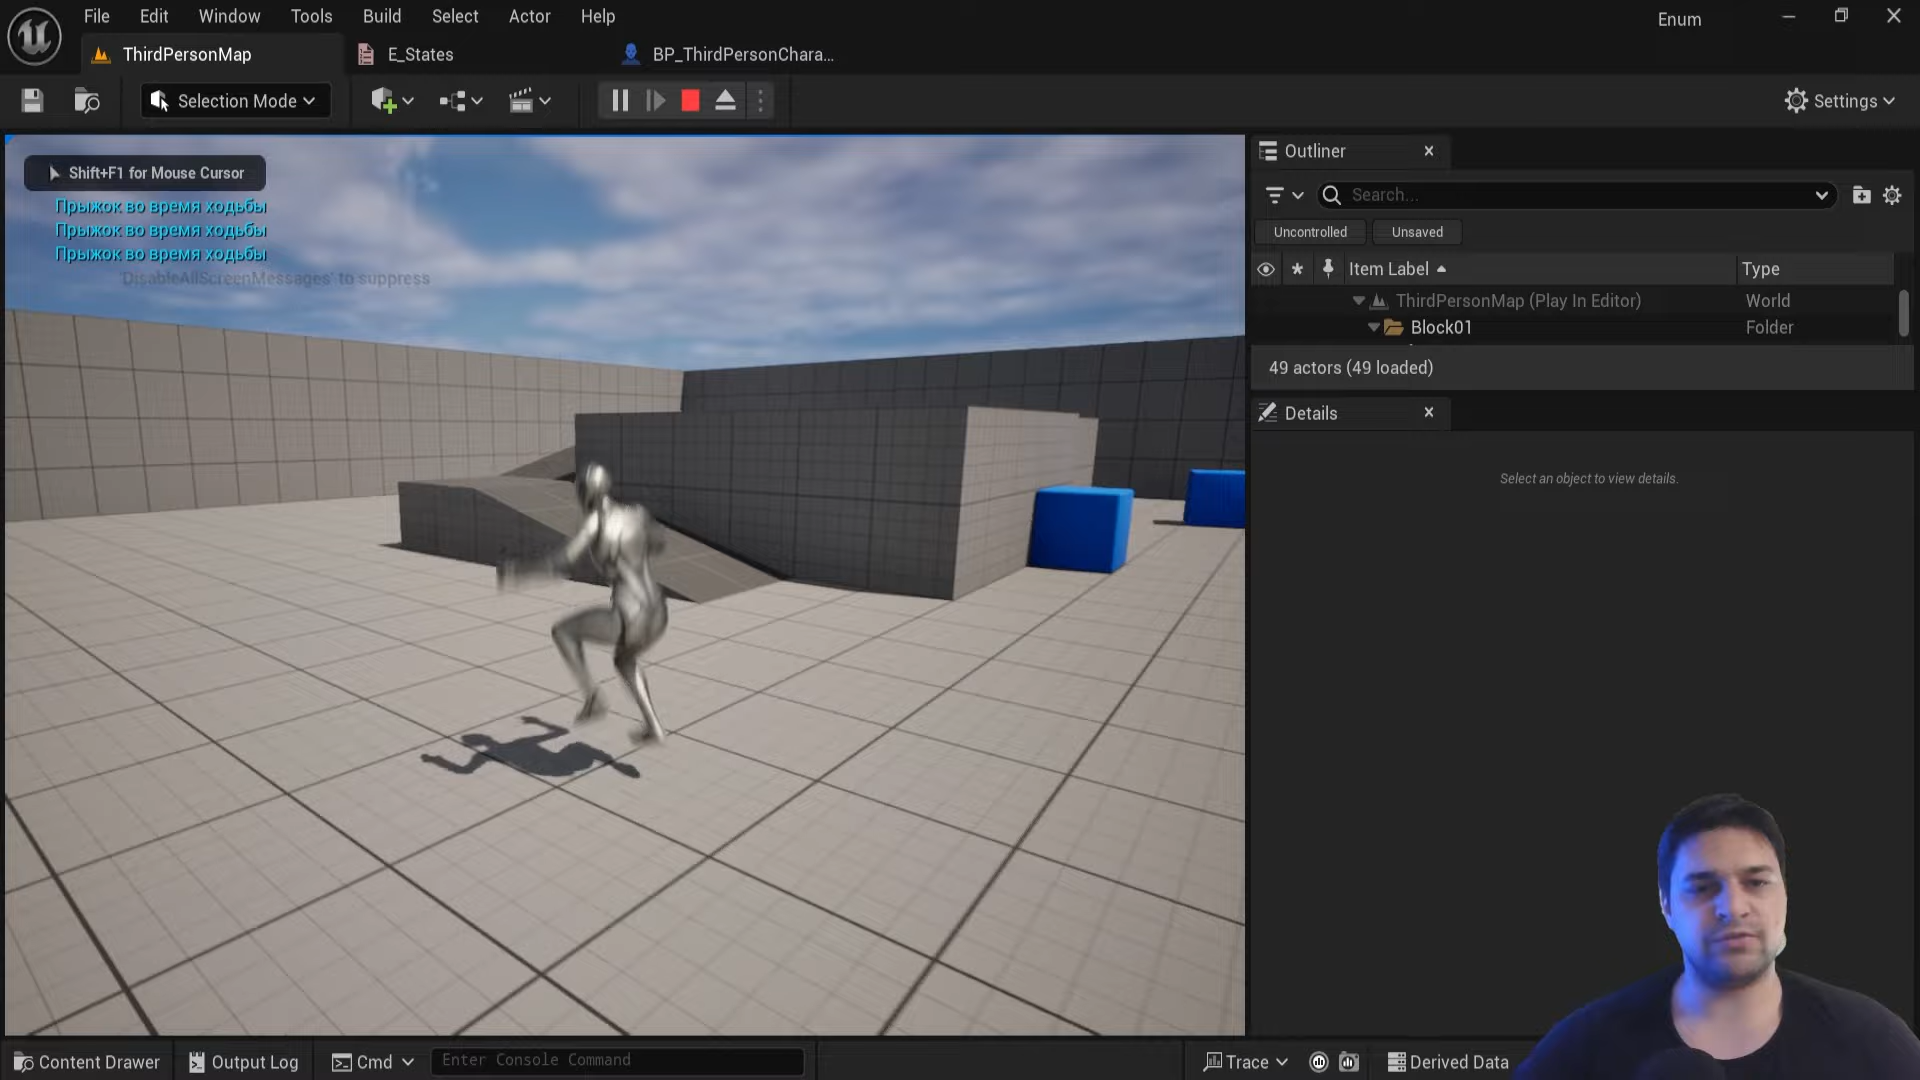 File Edit Window Tools Build Select Actor Help
Enum
ThirdPersonMap
E_States
BP_ThirdPersonChara...
Selection Mode
Settings
Shift+F1 for Mouse Cursor
Прыжок во время ходьбы
Прыжок во время ходьбы
Прыжок во время ходьбы
'DisableAllScreenMessages' to suppress
Outliner
Search...
Uncontrolled Unsaved
Item Label Type
ThirdPersonMap (Play In Editor) World
Block01 Folder
49 actors (49 loaded)
Details
Select an object to view details.
Content Drawer Output Log Cmd Enter Console Command Trace Derived Data